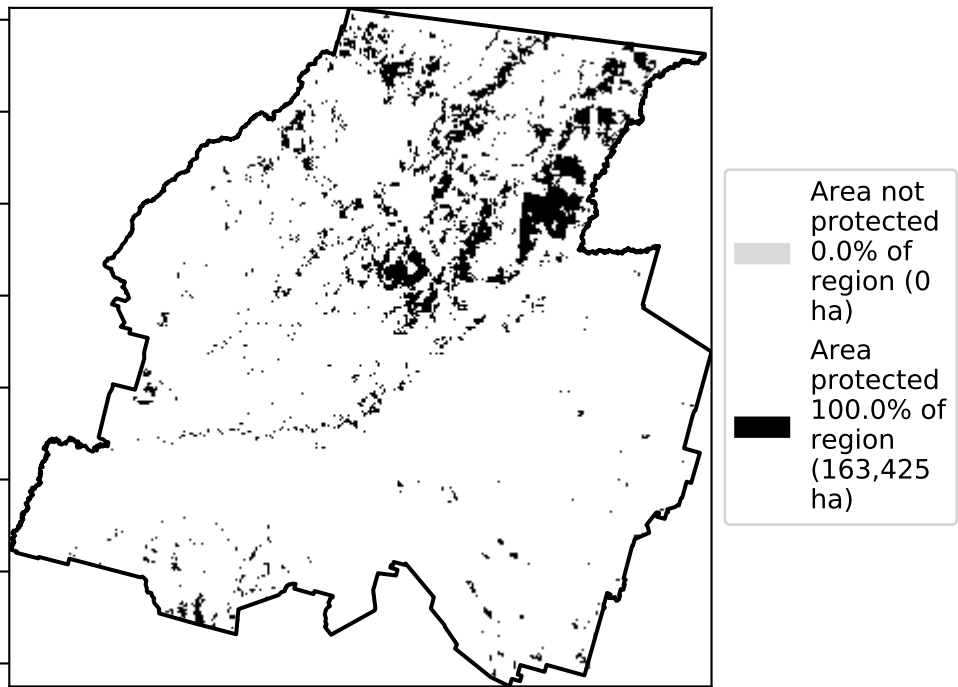 Area not
protected
0.0% of
region (0
ha)
Area
protected
100.0% of
region
(163,425
ha)